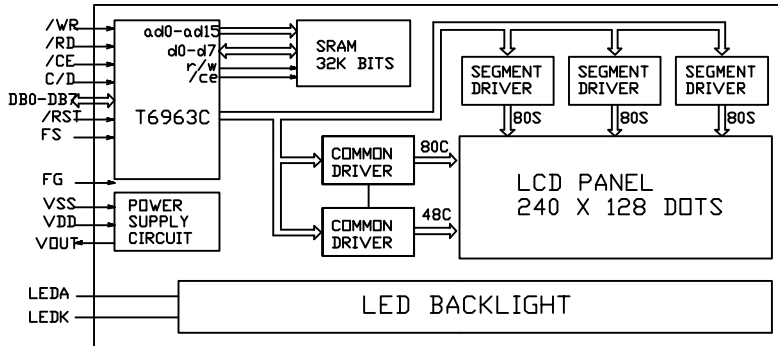 /WR
/RD
/CE
C/D
DB0-DB7
/RST
FS
FG
VSS
VDD
VOUT
LEDA
LEDK
ad0-ad15
d0-d7
r/w
/ce
T6963C
SRAM
32K BITS
SEGMENT
DRIVER
SEGMENT
DRIVER
SEGMENT
DRIVER
80S
80S
80S
COMMON
DRIVER
80C
COMMON
DRIVER
48C
LCD PANEL
240 X 128 DOTS
POWER
SUPPLY
CIRCUIT
LED BACKLIGHT